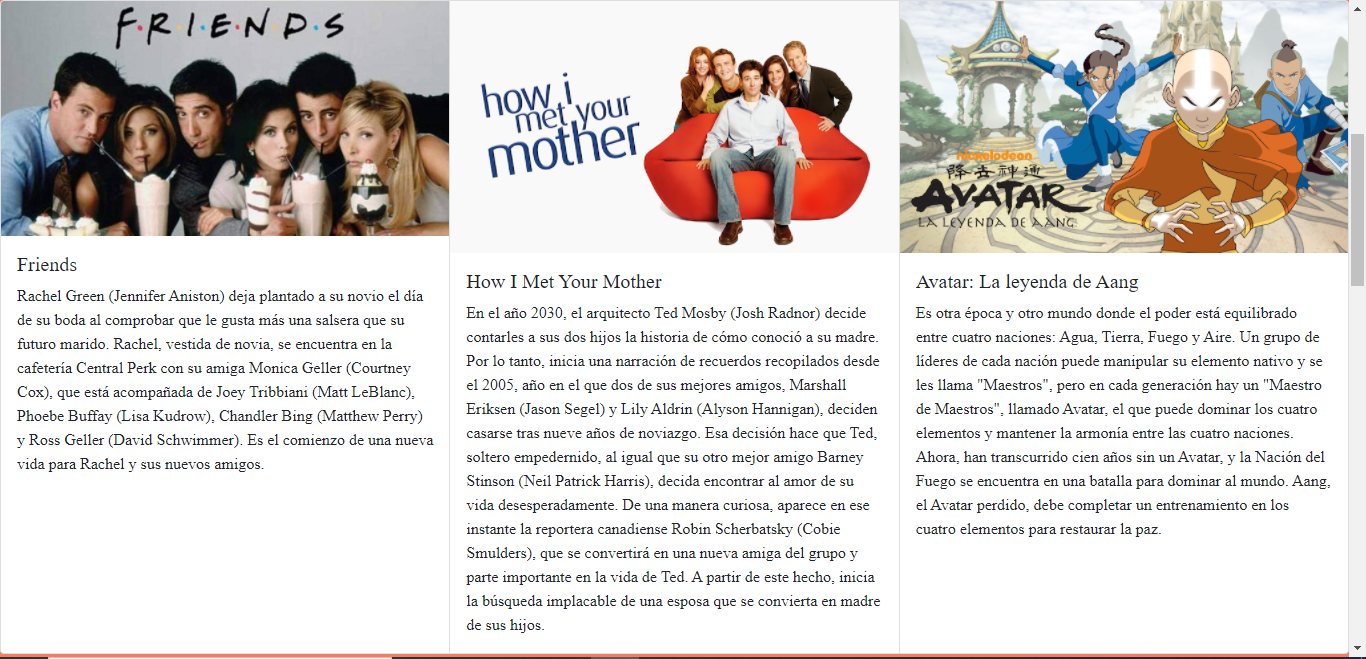 F·R·I·E·N·D·S
Friends
Rachel Green (Jennifer Aniston) deja plantado a su novio el día
de su boda al comprobar que le gusta más una salsera que su
futuro marido. Rachel, vestida de novia, se encuentra en la
cafetería Central Perk con su amiga Monica Geller (Courtney
Cox), que está acompañada de Joey Tribbiani (Matt LeBlanc),
Phoebe Buffay (Lisa Kudrow), Chandler Bing (Matthew Perry)
y Ross Geller (David Schwimmer). Es el comienzo de una nueva
vida para Rachel y sus nuevos amigos.
how i
met your
mother
How I Met Your Mother
En el año 2030, el arquitecto Ted Mosby (Josh Radnor) decide
contarles a sus dos hijos la historia de cómo conoció a su madre.
Por lo tanto, inicia una narración de recuerdos recopilados desde
el 2005, año en el que dos de sus mejores amigos, Marshall
Eriksen (Jason Segel) y Lily Aldrin (Alyson Hannigan), deciden
casarse tras nueve años de noviazgo. Esa decisión hace que Ted,
soltero empedernido, al igual que su otro mejor amigo Barney
Stinson (Neil Patrick Harris), decida encontrar al amor de su
vida desesperadamente. De una manera curiosa, aparece en ese
instante la reportera canadiense Robin Scherbatsky (Cobie
Smulders), que se convertirá en una nueva amiga del grupo y
parte importante en la vida de Ted. A partir de este hecho, inicia
la búsqueda implacable de una esposa que se convierta en madre
de sus hijos.
nickelodeon
降去神通
AVATAR
LA LEYENDA DE AANG
Avatar: La leyenda de Aang
Es otra época y otro mundo donde el poder está equilibrado
entre cuatro naciones: Agua, Tierra, Fuego y Aire. Un grupo de
líderes de cada nación puede manipular su elemento nativo y se
les llama "Maestros", pero en cada generación hay un "Maestro
de Maestros", llamado Avatar, el que puede dominar los cuatro
elementos y mantener la armonía entre las cuatro naciones.
Ahora, han transcurrido cien años sin un Avatar, y la Nación del
Fuego se encuentra en una batalla para dominar al mundo. Aang,
el Avatar perdido, debe completar un entrenamiento en los
cuatro elementos para restaurar la paz.